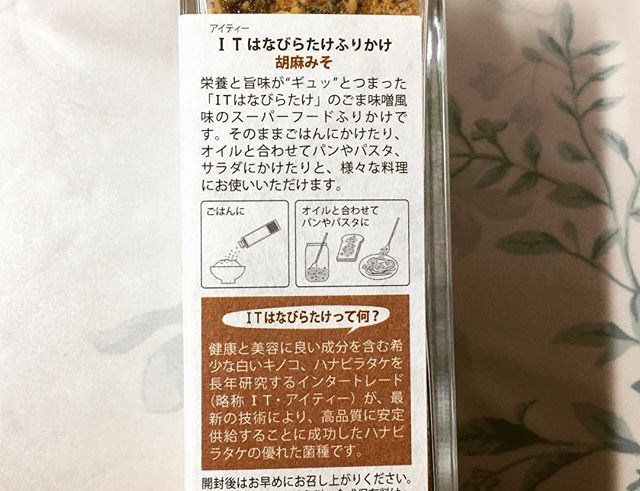 アイティー
ITはなびらたけふりかけ
胡麻みそ
栄養と旨味が“ギュッ”とつまった
「ITはなびらたけ」のごま味噌風
味のスーパーフードふりかけで
す。そのままごはんにかけたり、
オイルと合わせてパンやパスタ、
サラダにかけたりと、様々な料理
にお使いいただけます。
ごはんに
オイルと合わせて
パンやパスタに
ITはなびらたけって何？
健康と美容に良い成分を含む希
少な白いキノコ、ハナビラタケを
長年研究するインタートレード
(略称 IT・アイティー)が、最
新の技術により、高品質に安定
供給することに成功したハナビ
ラタケの優れた菌種です。
開封後はお早めにお召し上がりください。